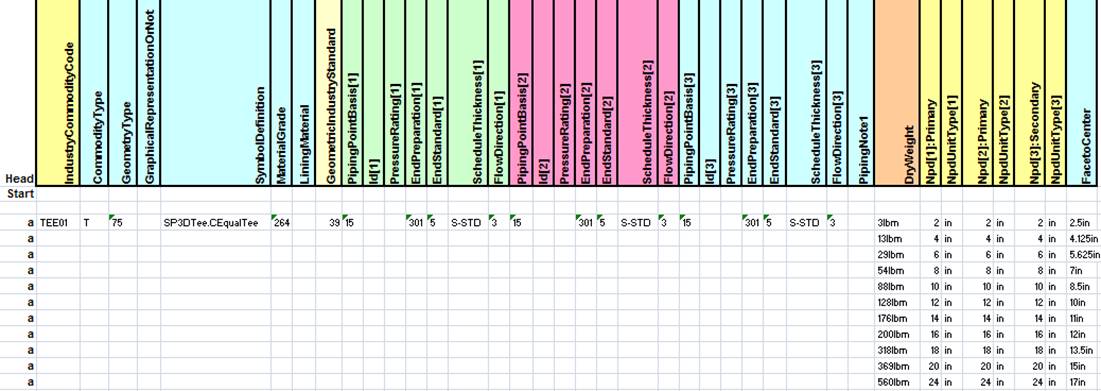 Head IndustryCommodityCode CommodityType GeometryType GraphicalRepresentationOrNot SymbolDefinition MaterialGrade LiningMaterial GeometricIndustryStandard PipingPointBasis[1] Id[1] PressureRating[1] EndPreparation[1] EndStandard[1] ScheduleThickness[1] FlowDirection[1] PipingPointBasis[2] Id[2] PressureRating[2] EndPreparation[2] EndStandard[2] ScheduleThickness[2] FlowDirection[2] PipingPointBasis[3] Id[3] PressureRating[3] EndPreparation[3] EndStandard[3] ScheduleThickness[3] FlowDirection[3] PipingNote1 DryWeight Npd[1]:Primary NpdUnitType[1] Npd[2]:Primary NpdUnitType[2] Npd[3]:Secondary NpdUnitType[3] FacetoCenter
Start
a TEE01 T 75 SP3DTee.CEqualTee 264 39 15 301 5 S-STD 3 15 301 5 S-STD 3 15 301 5 S-STD 3 3lbm 2 in 2 in 2 in 2.5in
a 13lbm 4 in 4 in 4 in 4.125in
a 29lbm 6 in 6 in 6 in 5.625in
a 54lbm 8 in 8 in 8 in 7in
a 88lbm 10 in 10 in 10 in 8.5in
a 128lbm 12 in 12 in 12 in 10in
a 176lbm 14 in 14 in 14 in 11in
a 200lbm 16 in 16 in 16 in 12in
a 318lbm 18 in 18 in 18 in 13.5in
a 369lbm 20 in 20 in 20 in 15in
a 560lbm 24 in 24 in 24 in 17in